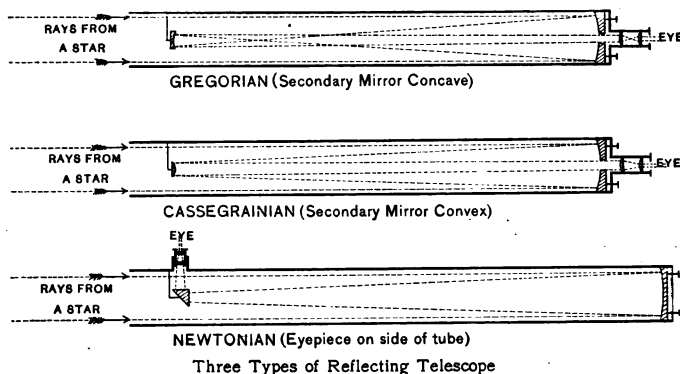 RAYS FROM
A STAR
EYE
GREGORIAN (Secondary Mirror Concave)
RAYS FROM
A STAR
EYE
CASSEGRAINIAN (Secondary Mirror Convex)
EYE
RAYS FROM
A STAR
NEWTONIAN (Eyepiece on side of tube)
Three Types of Reflecting Telescope